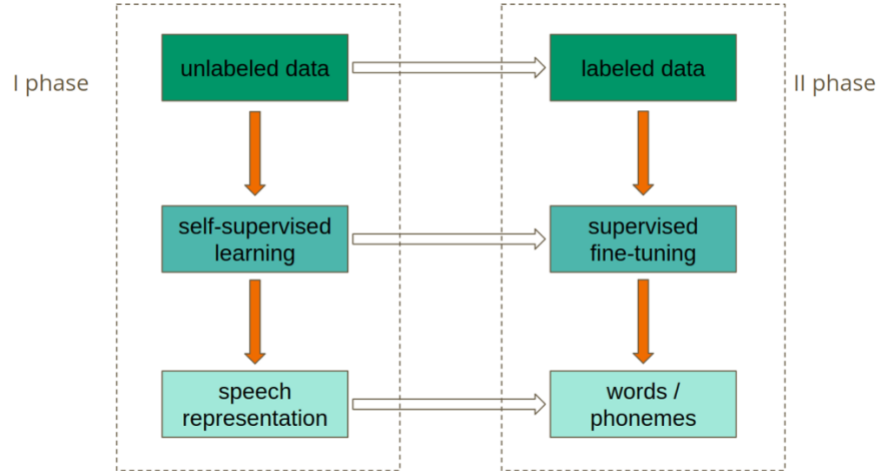 I phase
unlabeled data
labeled data
II phase
self-supervised
learning
supervised
fine-tuning
speech
representation
words /
phonemes